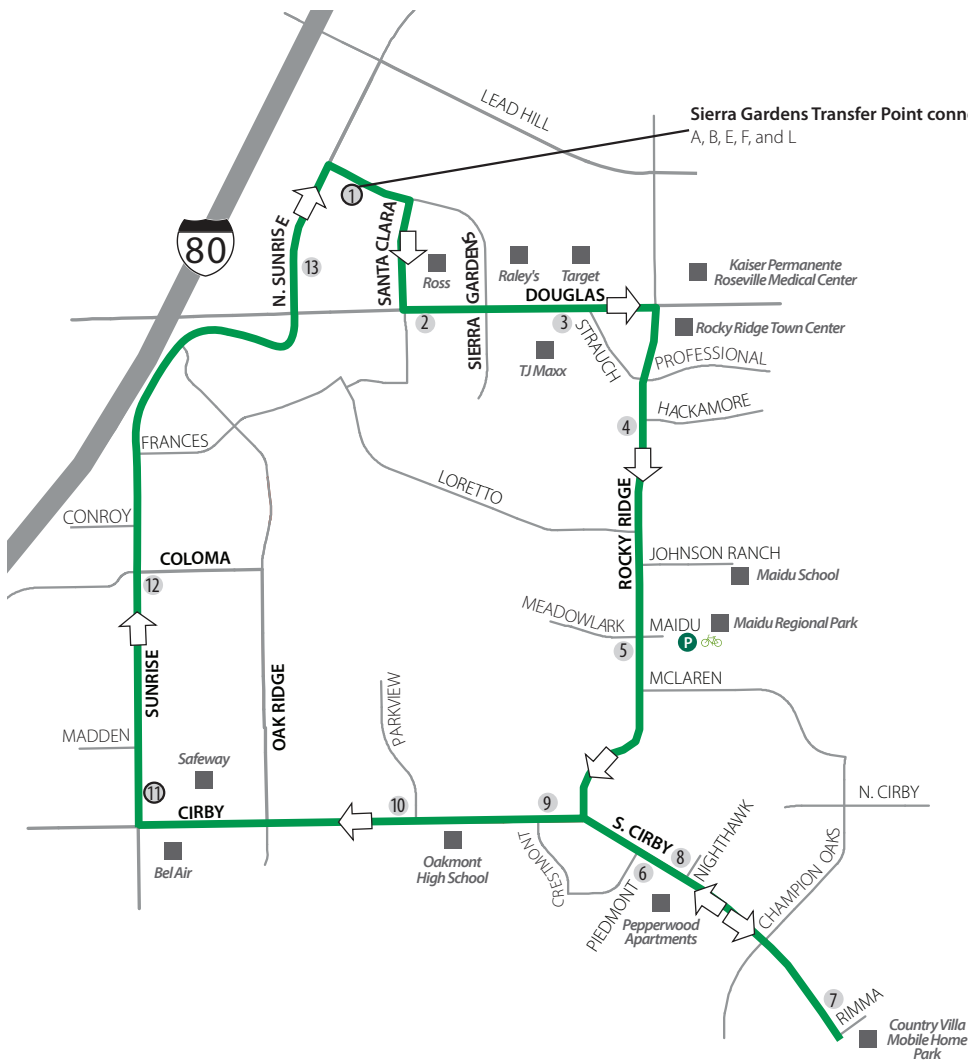 LEAD HILL
Sierra Gardens Transfer Point conne
A, B, E, F, and L
1
80
N. SUNRISE
13
SANTA CLARA
Ross
SIERRA GARDENS
Raley's
Target
Kaiser Permanente
Roseville Medical Center
DOUGLAS
2
3
STRAUCH
TJ Maxx
Rocky Ridge Town Center
PROFESSIONAL
HACKAMORE
4
FRANCES
LORETTO
CONROY
ROCKY RIDGE
COLOMA
12
JOHNSON RANCH
Maidu School
MEADOWLARK
MAIDU
Maidu Regional Park
P
5
MCLAREN
SUNRISE
OAK RIDGE
PARKVIEW
MADDEN
Safeway
11
CIRBY
10
9
N. CIRBY
Bel Air
Oakmont
High School
CRESTMONT
S. CIRBY
8
6
NIGHTHAWK
PIEDMONT
CHAMPION OAKS
Pepperwood
Apartments
7
RIMMA
Country Villa
Mobile Home
Park